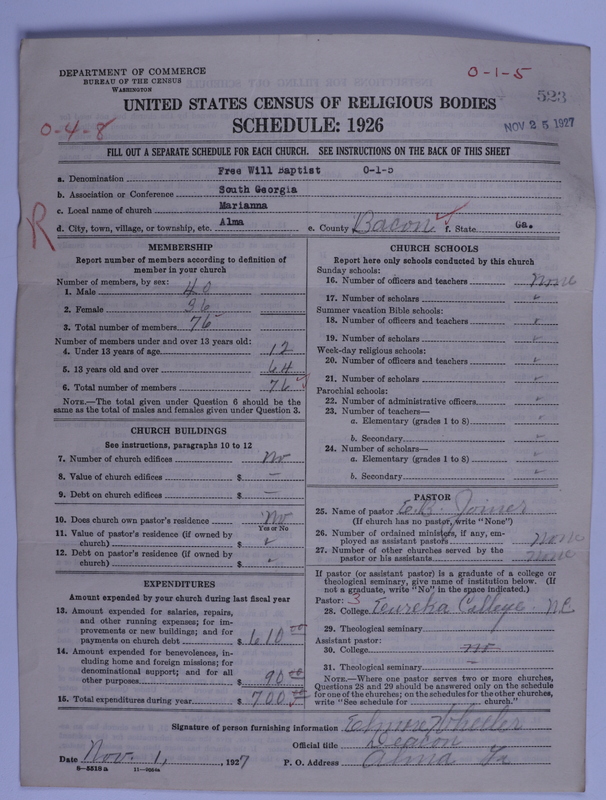 DEPARTMENT OF COMMERCE
BUREAU OF THE CENSUS
WASHINGTON
0-1-5
523
UNITED STATES CENSUS OF RELIGIOUS BODIES
SCHEDULE: 1926
NOV 25 1927
0-4-8
FILL OUT A SEPARATE SCHEDULE FOR EACH CHURCH. SEE INSTRUCTIONS ON THE BACK OF THIS SHEET
a. Denomination Free Will Baptist 0-1-5
b. Association or Conference South Georgia
c. Local name of church Marianna
d. City, town, village, or township, etc. Alma e. County Bacon f. State Ga.
R
MEMBERSHIP
Report number of members according to definition of
member in your church
Number of members, by sex:
1. Male 40
2. Female 36
3. Total number of members 76
Number of members under and over 13 years old:
4. Under 13 years of age 12
5. 13 years old and over 64
6. Total number of members 76
NOTE.—The total given under Question 6 should be the
same as the total of males and females given under Question 3.
CHURCH BUILDINGS
See instructions, paragraphs 10 to 12
7. Number of church edifices No
8. Value of church edifices $ —
9. Debt on church edifices $ —
10. Does church own pastor's residence No
Yes or No
11. Value of pastor's residence (if owned by
church) $ ✓
12. Debt on pastor's residence (if owned by
church) $ ✓
EXPENDITURES
Amount expended by your church during last fiscal year
13. Amount expended for salaries, repairs,
and other running expenses; for im-
provements or new buildings; and for
payments on church debt $ 610 00
14. Amount expended for benevolences, in-
cluding home and foreign missions; for
denominational support; and for all
other purposes $ 90 00
15. Total expenditures during year $ 700 00
CHURCH SCHOOLS
Report here only schools conducted by this church
Sunday schools:
16. Number of officers and teachers None
17. Number of scholars ✓
Summer vacation Bible schools:
18. Number of officers and teachers ✓
19. Number of scholars ✓
Week-day religious schools:
20. Number of officers and teachers ✓
21. Number of scholars ✓
Parochial schools:
22. Number of administrative officers ✓
23. Number of teachers—
a. Elementary (grades 1 to 8) ✓
b. Secondary ✓
24. Number of scholars—
a. Elementary (grades 1 to 8) ✓
b. Secondary ✓
PASTOR
25. Name of pastor E.B. Joiner
(If church has no pastor, write "None")
26. Number of ordained ministers, if any, em-
ployed as assistant pastors None
27. Number of other churches served by the
pastor or his assistants None
If pastor (or assistant pastor) is a graduate of a college or
theological seminary, give name of institution below. (If
not a graduate, write "No" in the space indicated.)
Pastor: 3
28. College Eureka College N.C.
29. Theological seminary
Assistant pastor:
30. College no
31. Theological seminary —
NOTE.—Where one pastor serves two or more churches,
Questions 28 and 29 should be answered only on the schedule
for one of the churches; on the schedules for the other churches,
write "See schedule for church."
Signature of person furnishing information Elmore Wheeler
Official title Deacon
Date Nov. 1, 1927 P. O. Address Alma Ga
8—5518a 11—9053a